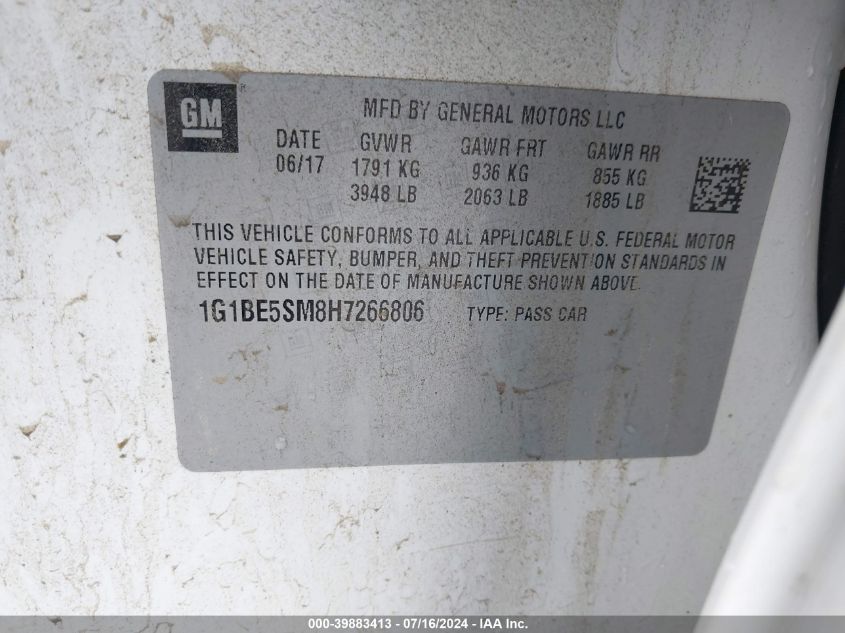 GM
MFD BY GENERAL MOTORS LLC
DATE GVWR GAWR FRT GAWR RR
06/17 1791 KG 936 KG 855 KG
3948 LB 2063 LB 1885 LB
THIS VEHICLE CONFORMS TO ALL APPLICABLE U.S. FEDERAL MOTOR
VEHICLE SAFETY, BUMPER, AND THEFT PREVENTION STANDARDS IN
EFFECT ON THE DATE OF MANUFACTURE SHOWN ABOVE.
1G1BE5SM8H7266806 TYPE: PASS CAR
000-39883413 - 07/16/2024 - IAA Inc.